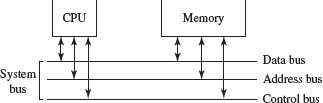 CPU
Memory
Data bus
System
bus
Address bus
Control bus